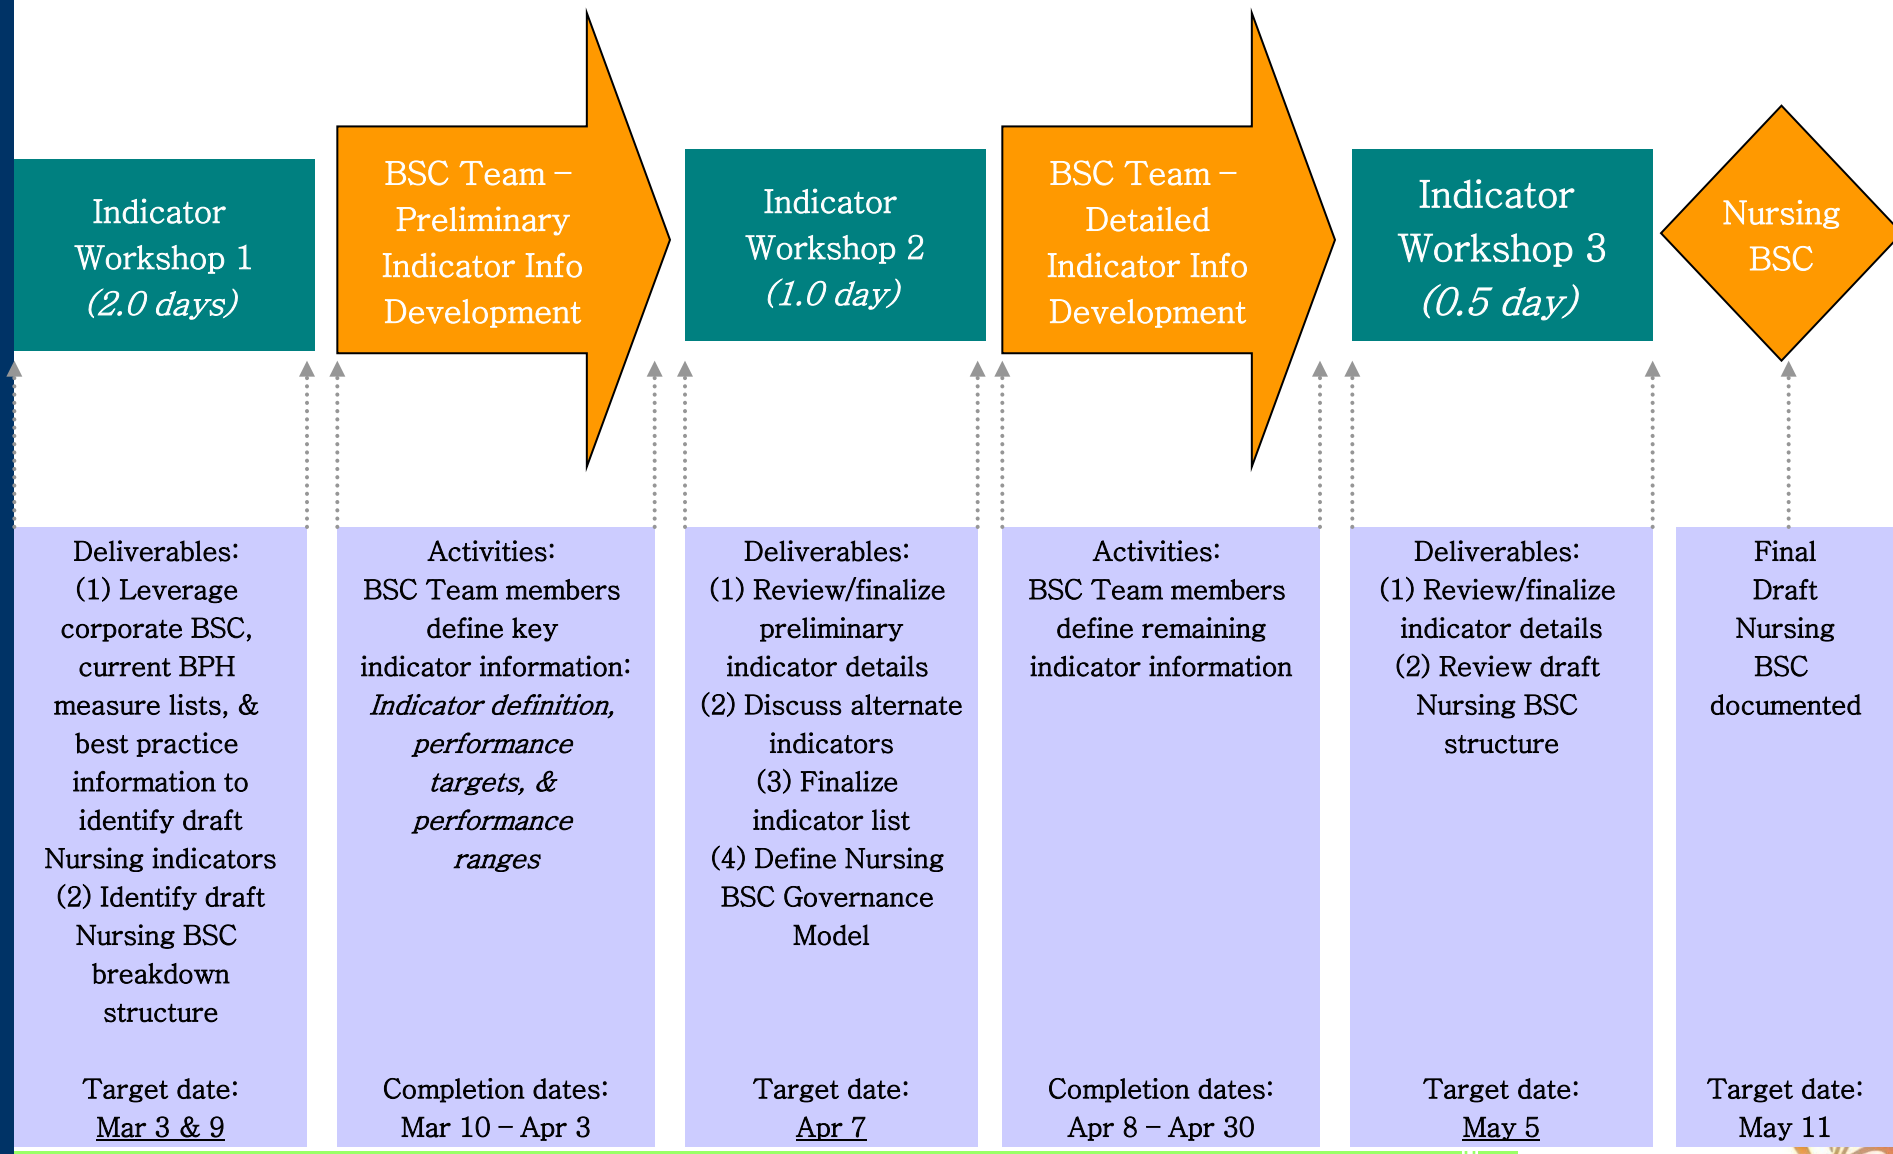 Indicator
Workshop 1
(2.0 days)
BSC Team –
Preliminary
Indicator Info
Development
Indicator
Workshop 2
(1.0 day)
BSC Team –
Detailed
Indicator Info
Development
Indicator
Workshop 3
(0.5 day)
Nursing
BSC
Deliverables:
(1) Leverage
corporate BSC,
current BPH
measure lists, &
best practice
information to
identify draft
Nursing indicators
(2) Identify draft
Nursing BSC
breakdown
structure
Target date:
Mar 3 & 9
Activities:
BSC Team members
define key
indicator information:
Indicator definition,
performance
targets, &
performance
ranges
Completion dates:
Mar 10 – Apr 3
Deliverables:
(1) Review/finalize
preliminary
indicator details
(2) Discuss alternate
indicators
(3) Finalize
indicator list
(4) Define Nursing
BSC Governance
Model
Target date:
Apr 7
Activities:
BSC Team members
define remaining
indicator information
Completion dates:
Apr 8 – Apr 30
Deliverables:
(1) Review/finalize
indicator details
(2) Review draft
Nursing BSC
structure
Target date:
May 5
Final
Draft
Nursing
BSC
documented
Target date:
May 11